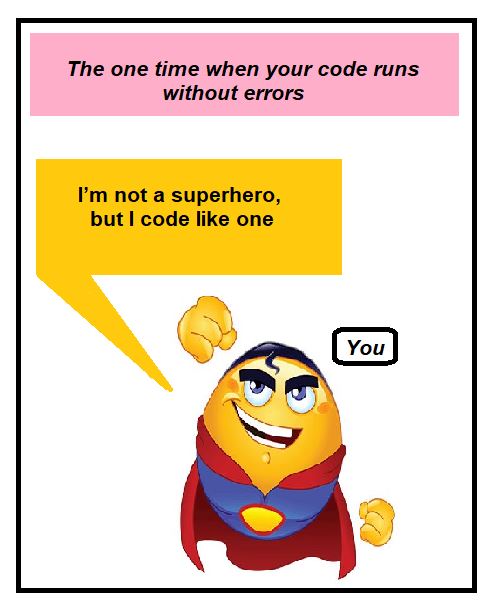 The one time when your code runs
without errors
I'm not a superhero,
but I code like one
You